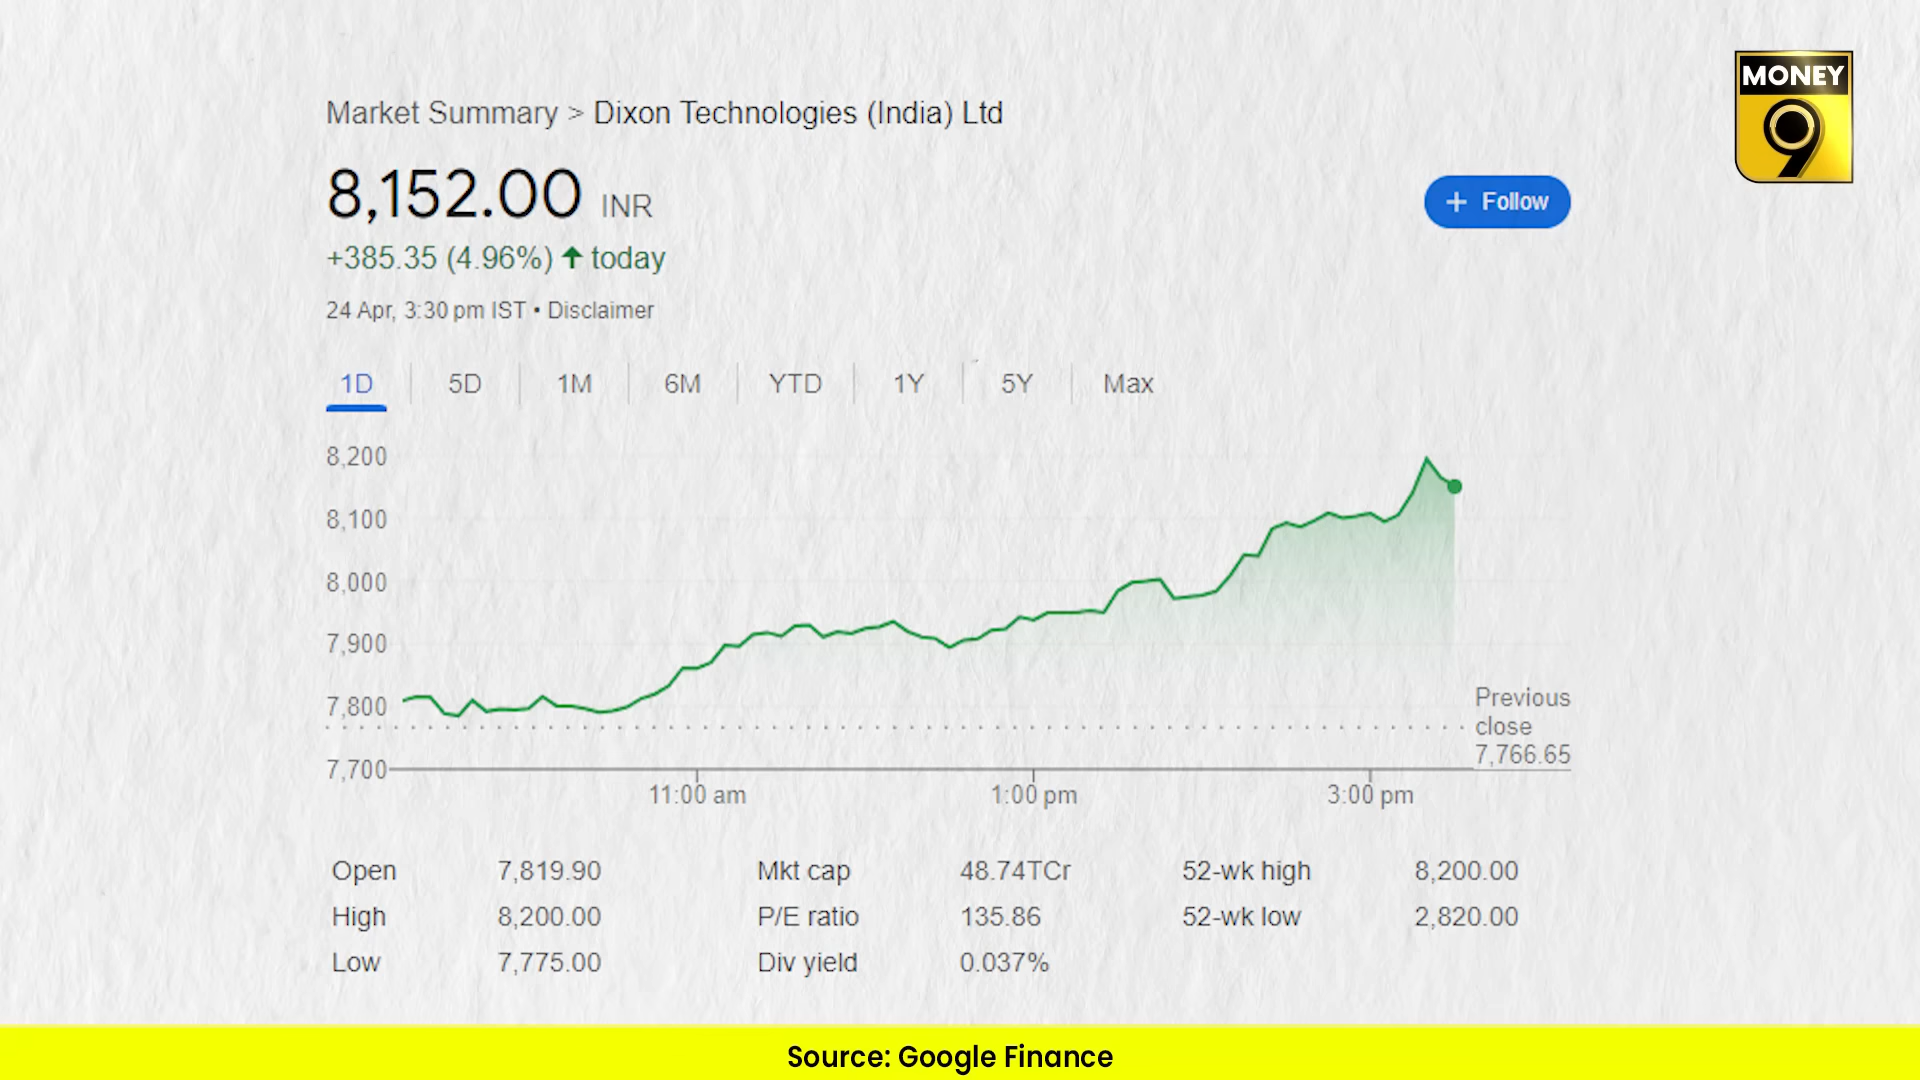 MONEY
9
Market Summary > Dixon Technologies (India) Ltd
8,152.00 INR
+ Follow
+385.35 (4.96%) ↑ today
24 Apr, 3:30 pm IST • Disclaimer
1D 5D 1M 6M YTD 1Y 5Y Max
8,200
8,100
8,000
7,900
7,800
7,700
Previous
close
7,766.65
11:00 am 1:00 pm 3:00 pm
Open 7,819.90 Mkt cap 48.74TCr 52-wk high 8,200.00
High 8,200.00 P/E ratio 135.86 52-wk low 2,820.00
Low 7,775.00 Div yield 0.037%
Source: Google Finance